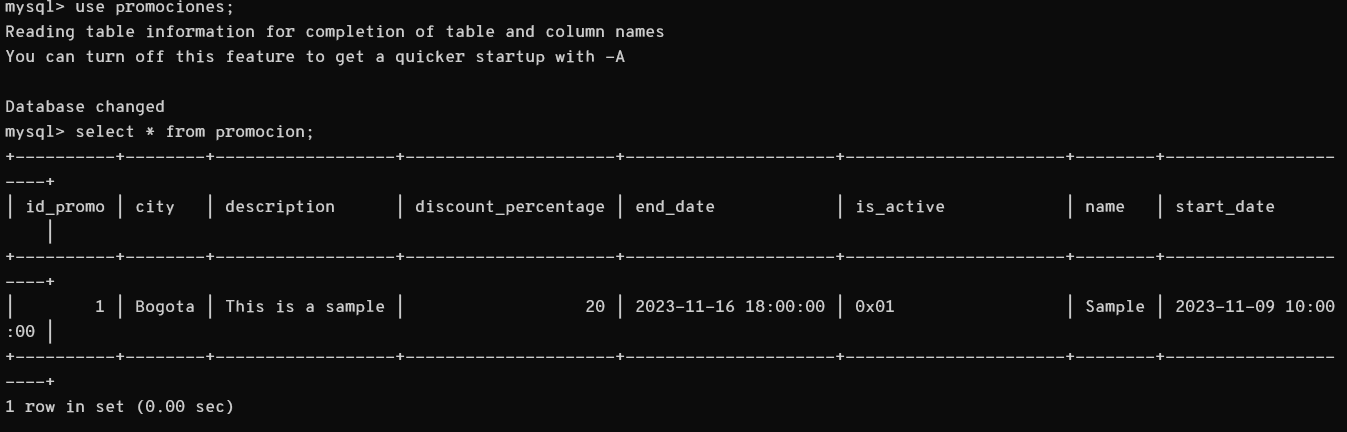 mysql> use promociones;
Reading table information for completion of table and column names
You can turn off this feature to get a quicker startup with -A
Database changed
mysql> select * from promocion;
+----------+--------+------------------+---------------------+---------------------+----------------------+--------+-----------------
----+
| id_promo | city   | description      | discount_percentage | end_date            | is_active            | name   | start_date
    |
+----------+--------+------------------+---------------------+---------------------+----------------------+--------+-----------------
----+
|        1 | Bogota | This is a sample |                  20 | 2023-11-16 18:00:00 | 0x01                 | Sample | 2023-11-09 10:00
:00 |
+----------+--------+------------------+---------------------+---------------------+----------------------+--------+-----------------
----+
1 row in set (0.00 sec)